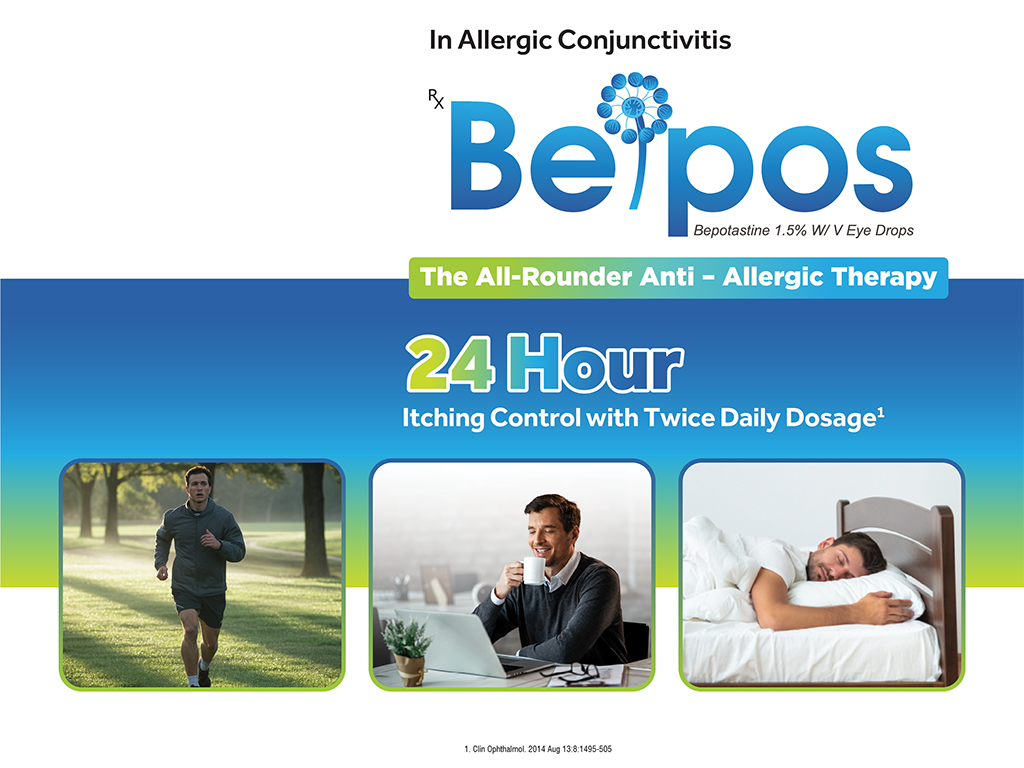 In Allergic Conjunctivitis
Rx Bepos
Bepotastine 1.5% W/ V Eye Drops
The All-Rounder Anti – Allergic Therapy
24 Hour
Itching Control with Twice Daily Dosage¹
1. Clin Ophthalmol. 2014 Aug 13:8:1495-505